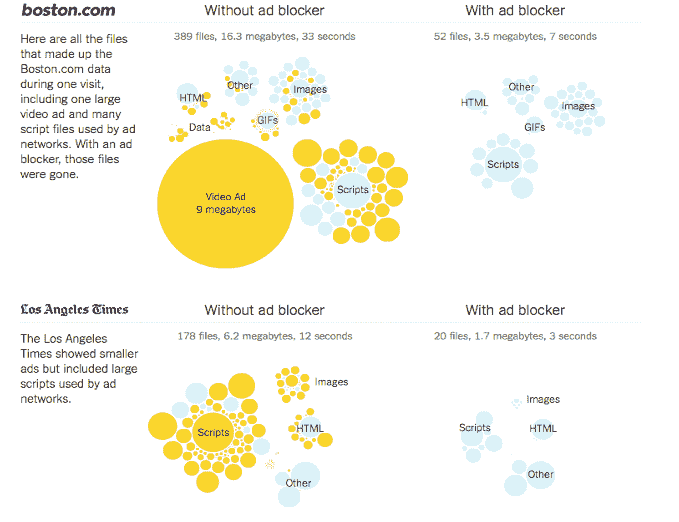 boston.com
Without ad blocker
With ad blocker
389 files, 16.3 megabytes, 33 seconds
52 files, 3.5 megabytes, 7 seconds
Here are all the files
that made up the
Boston.com data
during one visit,
including one large
video ad and many
script files used by ad
networks. With an ad
blocker, those files
were gone.
HTML
Other
Images
Data
GIFs
Video Ad
9 megabytes
Scripts
HTML
Other
Images
GIFs
Scripts
Los Angeles Times
Without ad blocker
With ad blocker
178 files, 6.2 megabytes, 12 seconds
20 files, 1.7 megabytes, 3 seconds
The Los Angeles
Times showed smaller
ads but included large
scripts used by ad
networks.
Images
Scripts
HTML
Other
Images
Scripts
HTML
Other